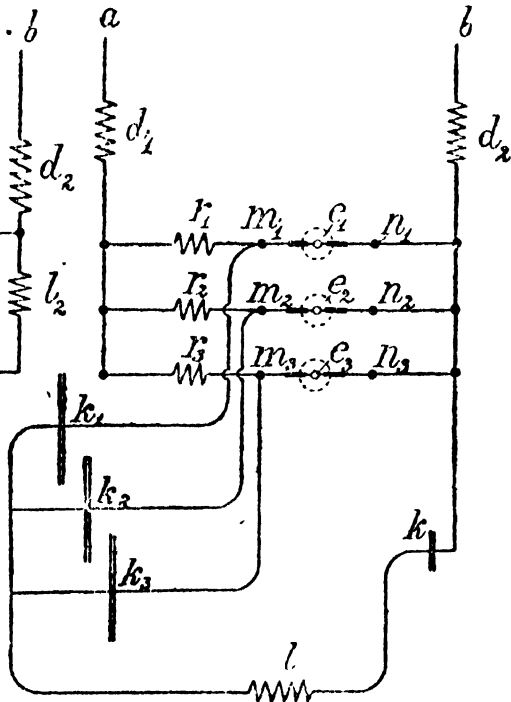 b a b
d₂ d₁ d₂
l₂
r₁ m₁ e₁ n₁
r₂ m₂ e₂ n₂
r₃ m₃ e₃ n₃
k₁
k₂
k
k₃
l